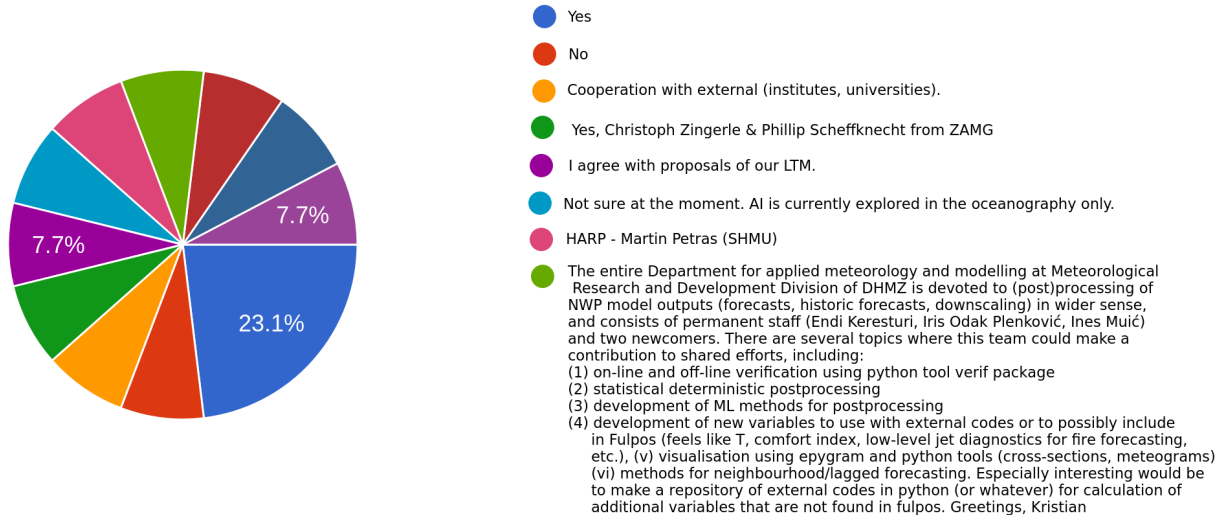 Yes
No
Cooperation with external (institutes, universities).
Yes, Christoph Zingerle & Phillip Scheffknecht from ZAMG
I agree with proposals of our LTM.
Not sure at the moment. AI is currently explored in the oceanography only.
HARP - Martin Petras (SHMU)
The entire Department for applied meteorology and modelling at Meteorological
Research and Development Division of DHMZ is devoted to (post)processing of
NWP model outputs (forecasts, historic forecasts, downscaling) in wider sense,
and consists of permanent staff (Endi Keresturi, Iris Odak Plenković, Ines Muić)
and two newcomers. There are several topics where this team could make a
contribution to shared efforts, including:
(1) on-line and off-line verification using python tool verif package
(2) statistical deterministic postprocessing
(3) development of ML methods for postprocessing
(4) development of new variables to use with external codes or to possibly include
in Fulpos (feels like T, comfort index, low-level jet diagnostics for fire forecasting,
etc.), (v) visualisation using epygram and python tools (cross-sections, meteograms)
(vi) methods for neighbourhood/lagged forecasting. Especially interesting would be
to make a repository of external codes in python (or whatever) for calculation of
additional variables that are not found in fulpos. Greetings, Kristian
7.7%
7.7%
23.1%